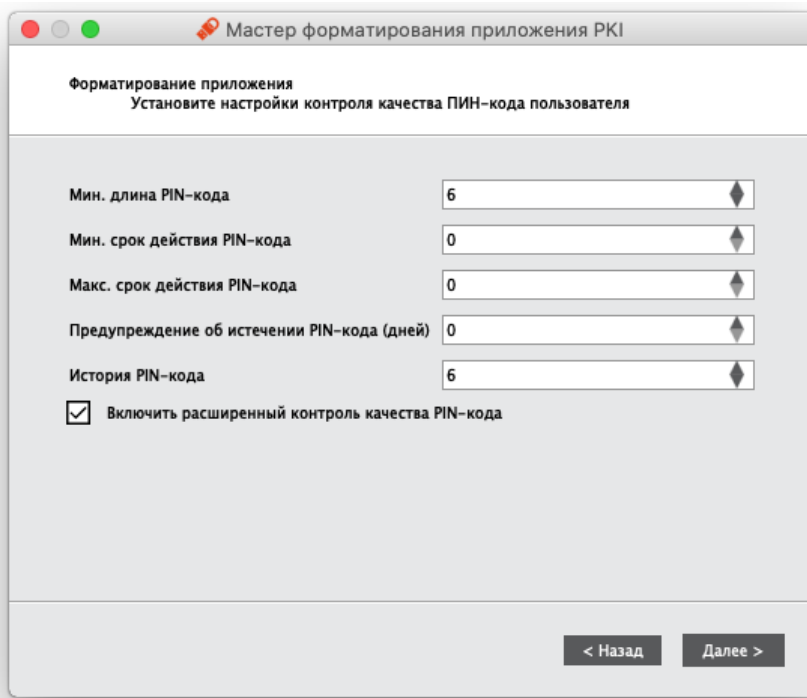 Мастер форматирования приложения PKI
Форматирование приложения
Установите настройки контроля качества ПИН-кода пользователя
Мин. длина PIN-кода 6
Мин. срок действия PIN-кода 0
Макс. срок действия PIN-кода 0
Предупреждение об истечении PIN-кода (дней) 0
История PIN-кода 6
Включить расширенный контроль качества PIN-кода
< Назад Далее >